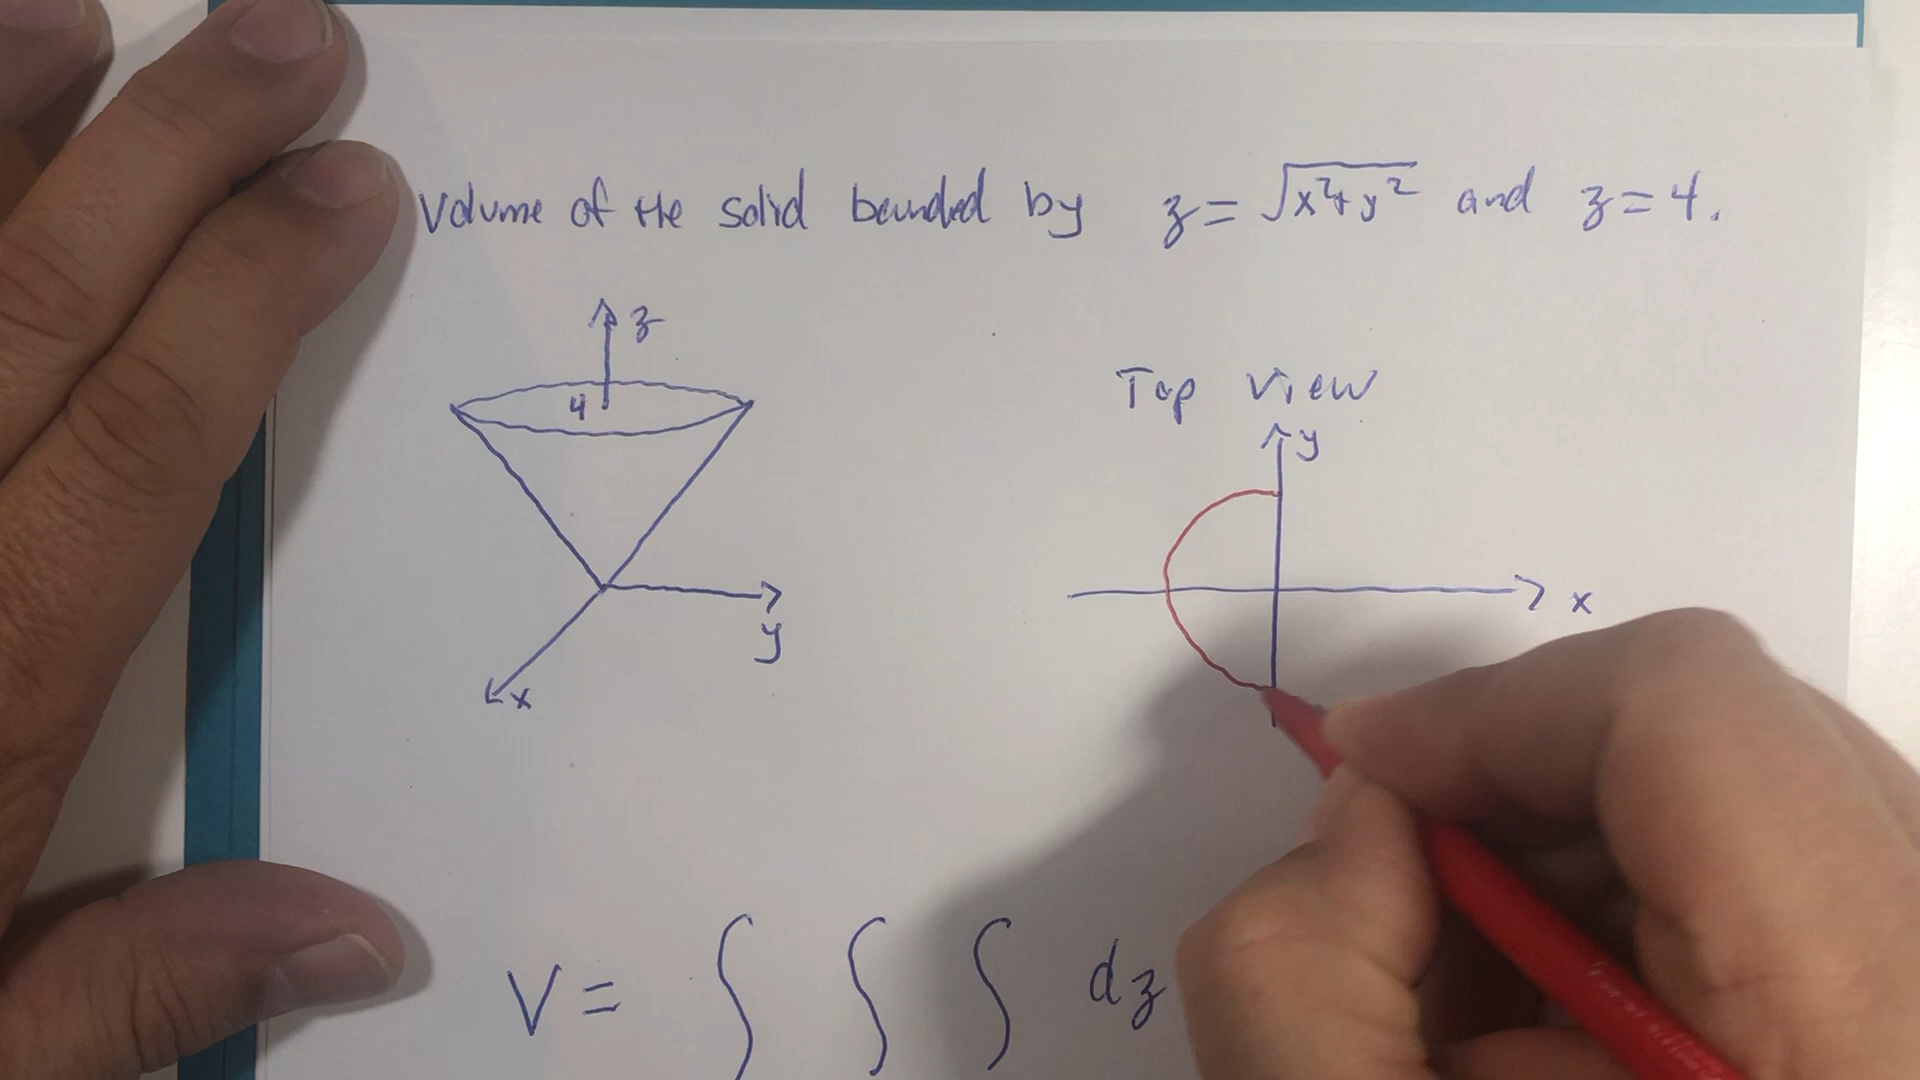 Volume of the solid bounded by z = √x²+y² and z = 4.
z
4
y
x
Top View
y
x
V = ∫ ∫ ∫ dz